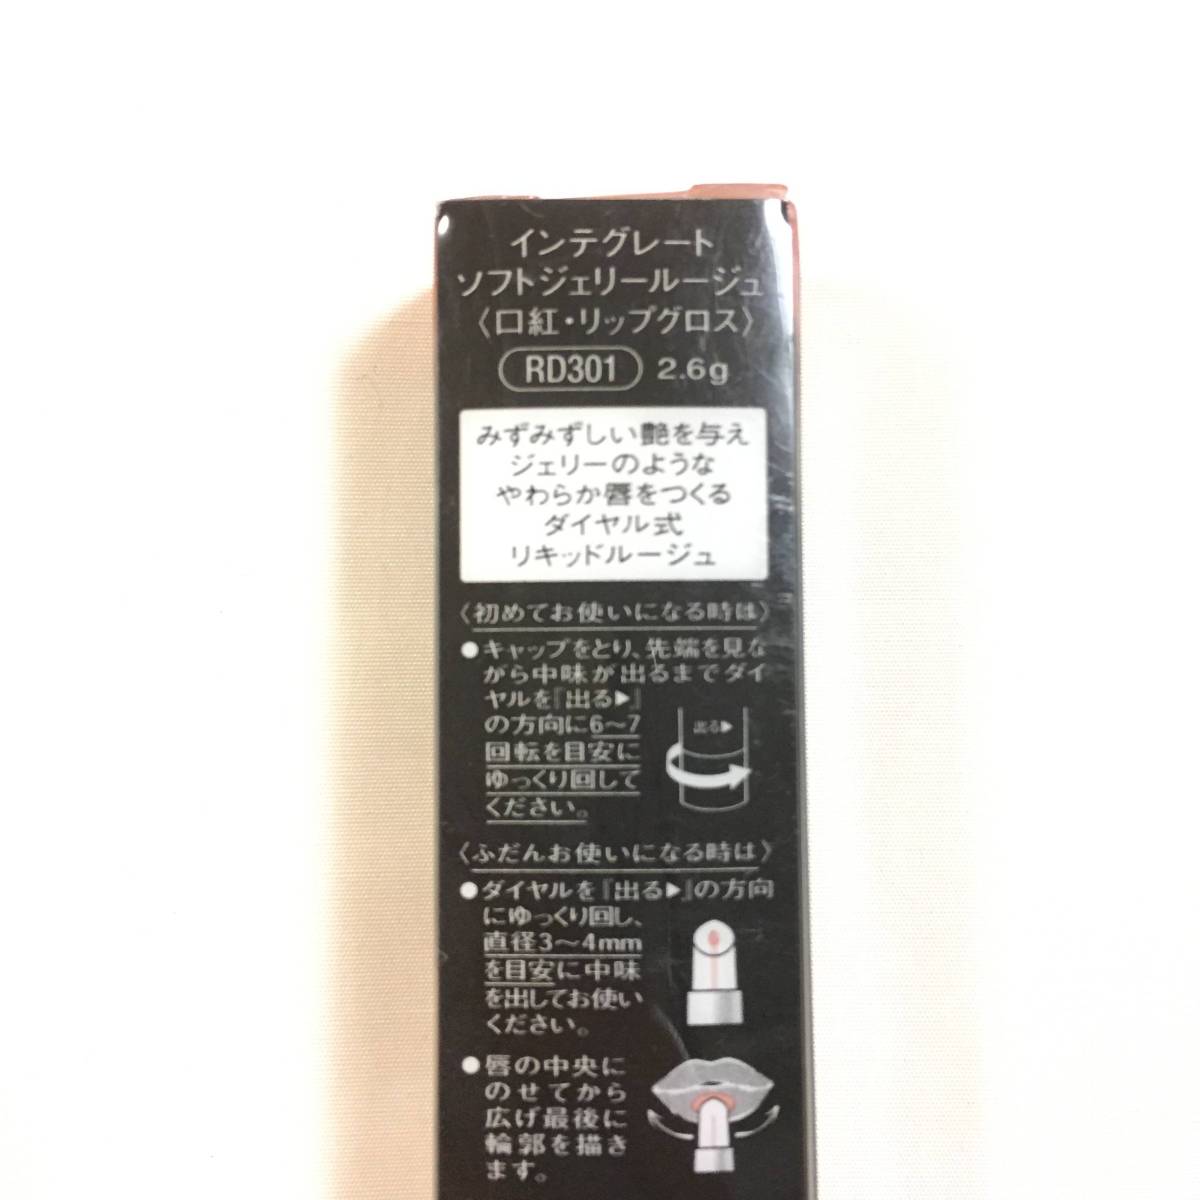 インテグレート
ソフトジェリールージュ
〈口紅・リップグロス〉
RD301 2.6g
みずみずしい艶を与え
ジェリーのような
やわらか唇をつくる
ダイヤル式
リキッドルージュ
〈初めてお使いになる時は〉
●キャップをとり、先端を見な
がら中味が出るまでダイ
ヤルを『出る▶』
の方向に6〜7
回転を目安に
ゆっくり回して
ください。
出る▶
〈ふだんお使いになる時は〉
●ダイヤルを『出る▶』の方向
にゆっくり回し、
直径3〜4mm
を目安に中味
を出してお使い
ください。
●唇の中央に
のせてから
広げ最後に
輪郭を描き
ます。